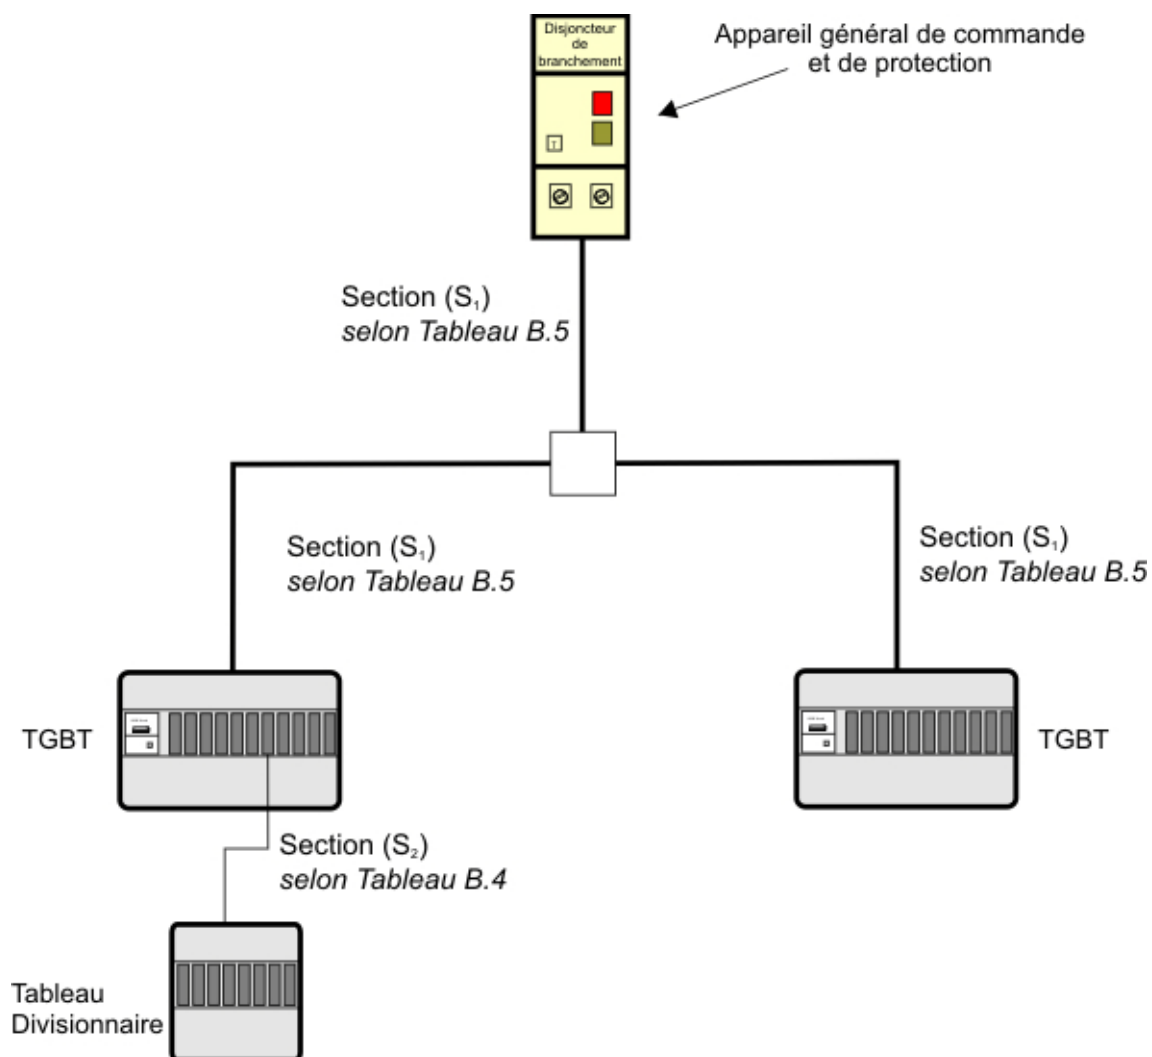 Disjoncteur
de
branchement
Appareil général de commande
et de protection
T
Section (S₁)
selon Tableau B.5
Section (S₁)
selon Tableau B.5
Section (S₁)
selon Tableau B.5
TGBT
TGBT
Section (S₂)
selon Tableau B.4
Tableau
Divisionnaire